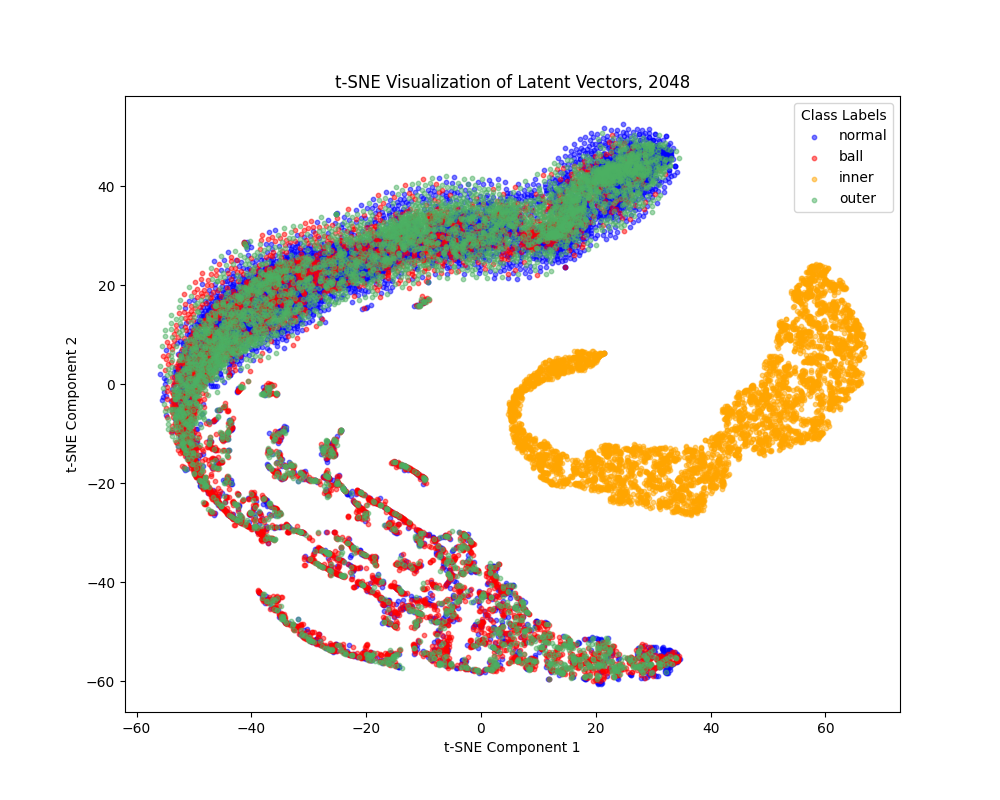 t-SNE Visualization of Latent Vectors, 2048
Class Labels
normal
ball
inner
outer
t-SNE Component 2
40
20
0
−20
−40
−60
−60
−40
−20
0
20
40
60
t-SNE Component 1